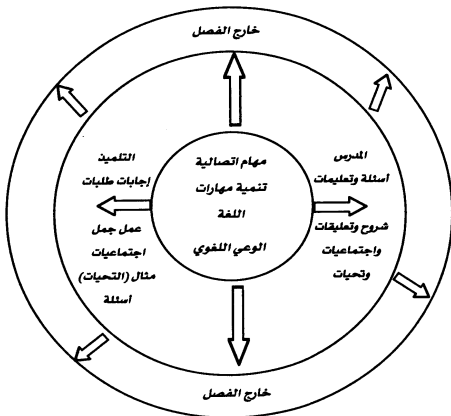 خارج الفصل
المدرس
أسئلة وتعليمات
شروح وتعليقات
واجتماعيات
وتحيات
مهام اتصالية
تنمية مهارات
اللغة
الوعي اللغوي
التلميذ
إجابات طلبات
عمل جمل
اجتماعيات
مثال (التحيات)
أسئلة
خارج الفصل